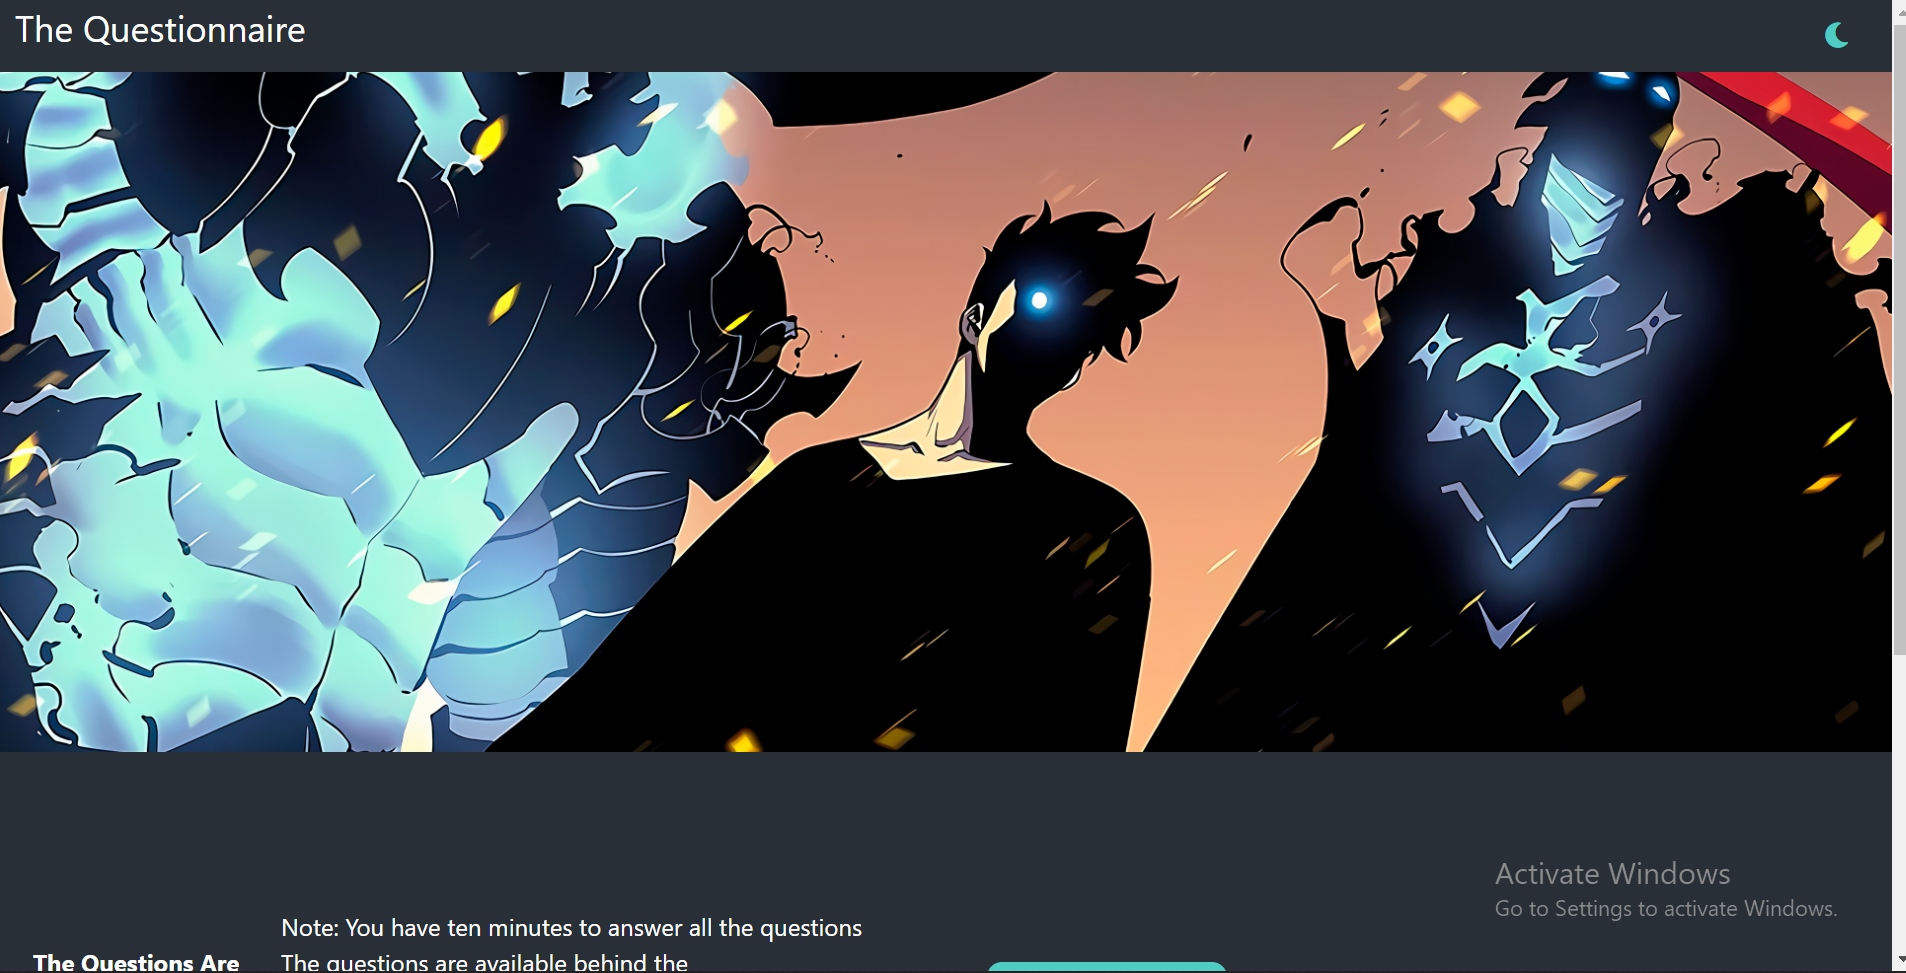 The Questionnaire
Activate Windows
Go to Settings to activate Windows.
Note: You have ten minutes to answer all the questions
The Questions Are
The questions are available behind the